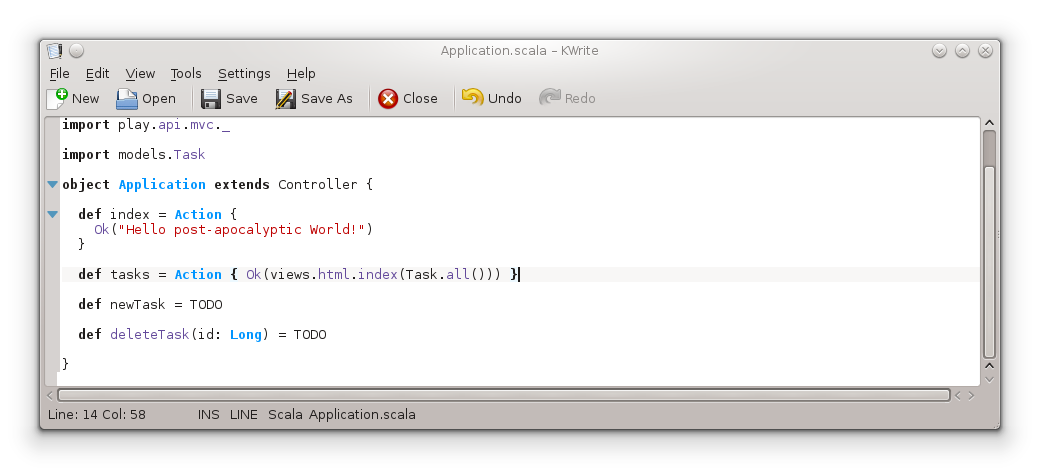 Application.scala – KWrite
File Edit View Tools Settings Help
New Open Save Save As Close Undo Redo
import play.api.mvc._
import models.Task
object Application extends Controller {
def index = Action {
Ok("Hello post-apocalyptic World!")
}
def tasks = Action { Ok(views.html.index(Task.all())) }
def newTask = TODO
def deleteTask(id: Long) = TODO
}
Line: 14 Col: 58 INS LINE Scala Application.scala